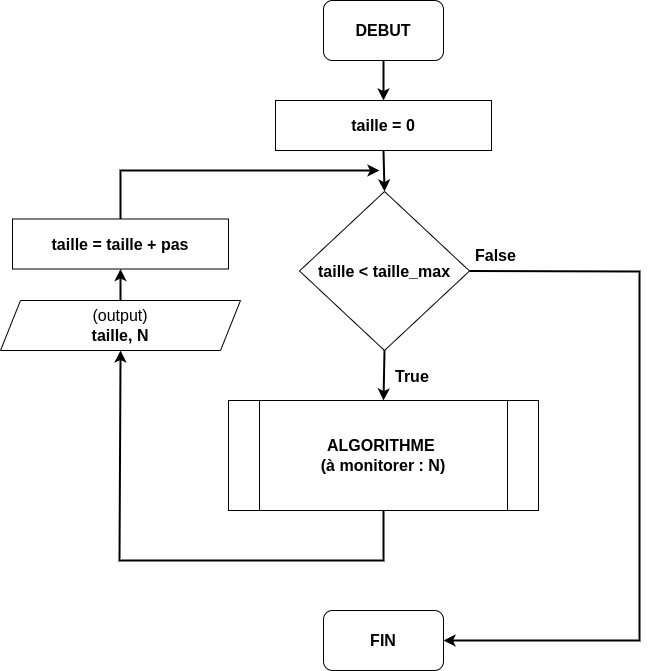 DEBUT
taille = 0
taille < taille_max
False
True
ALGORITHME
(à monitorer : N)
(output)
taille, N
taille = taille + pas
FIN